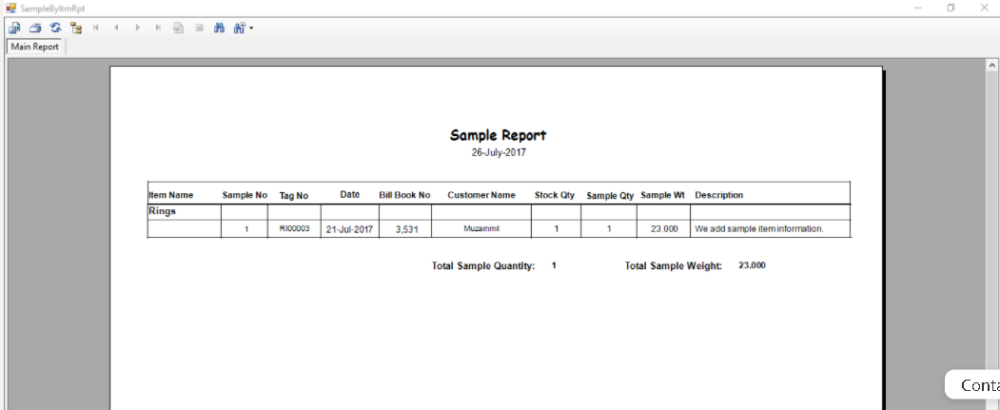 SampleByItmRpt
Main Report
Sample Report
26-July-2017
Item Name Sample No Tag No Date Bill Book No Customer Name Stock Qty Sample Qty Sample Wt Description
Rings
1 RI00003 21-Jul-2017 3,531 Muzammil 1 1 23.000 We add sample item information.
Total Sample Quantity: 1 Total Sample Weight: 23.000